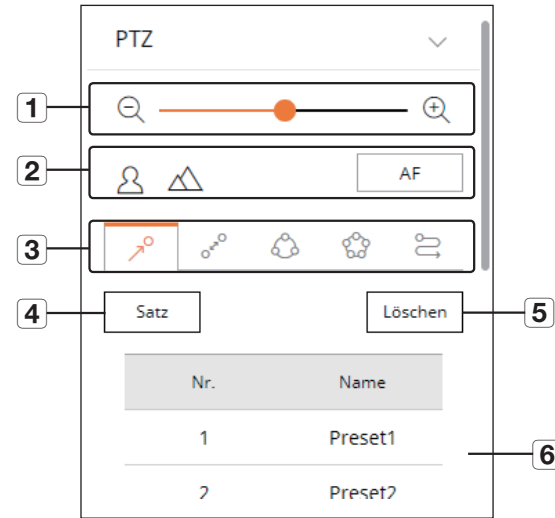 PTZ
1
2
AF
3
4
Satz
Löschen
5
Nr. Name
1 Preset1
6
2 Preset2